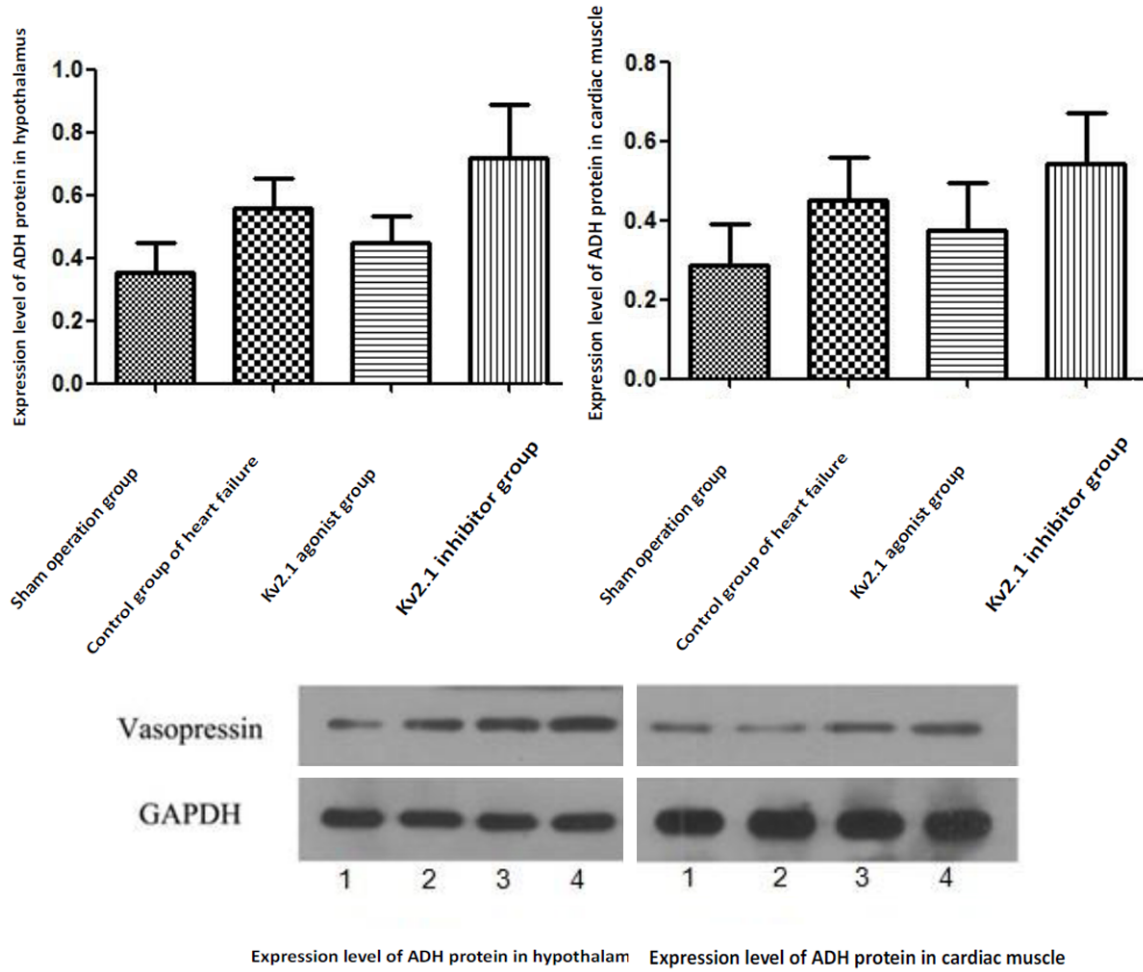 Expression level of ADH protein in hypothalamus
1.0
0.8
0.6
0.4
0.2
0.0
Sham operation group
Control group of heart failure
Kv2.1 agonist group
Kv2.1 inhibitor group
Expression level of ADH protein in cardiac muscle
0.8
0.6
0.4
0.2
0.0
Sham operation group
Control group of heart failure
Kv2.1 agonist group
Kv2.1 inhibitor group
Vasopressin
GAPDH
1 2 3 4
1 2 3 4
Expression level of ADH protein in hypothalam
Expression level of ADH protein in cardiac muscle